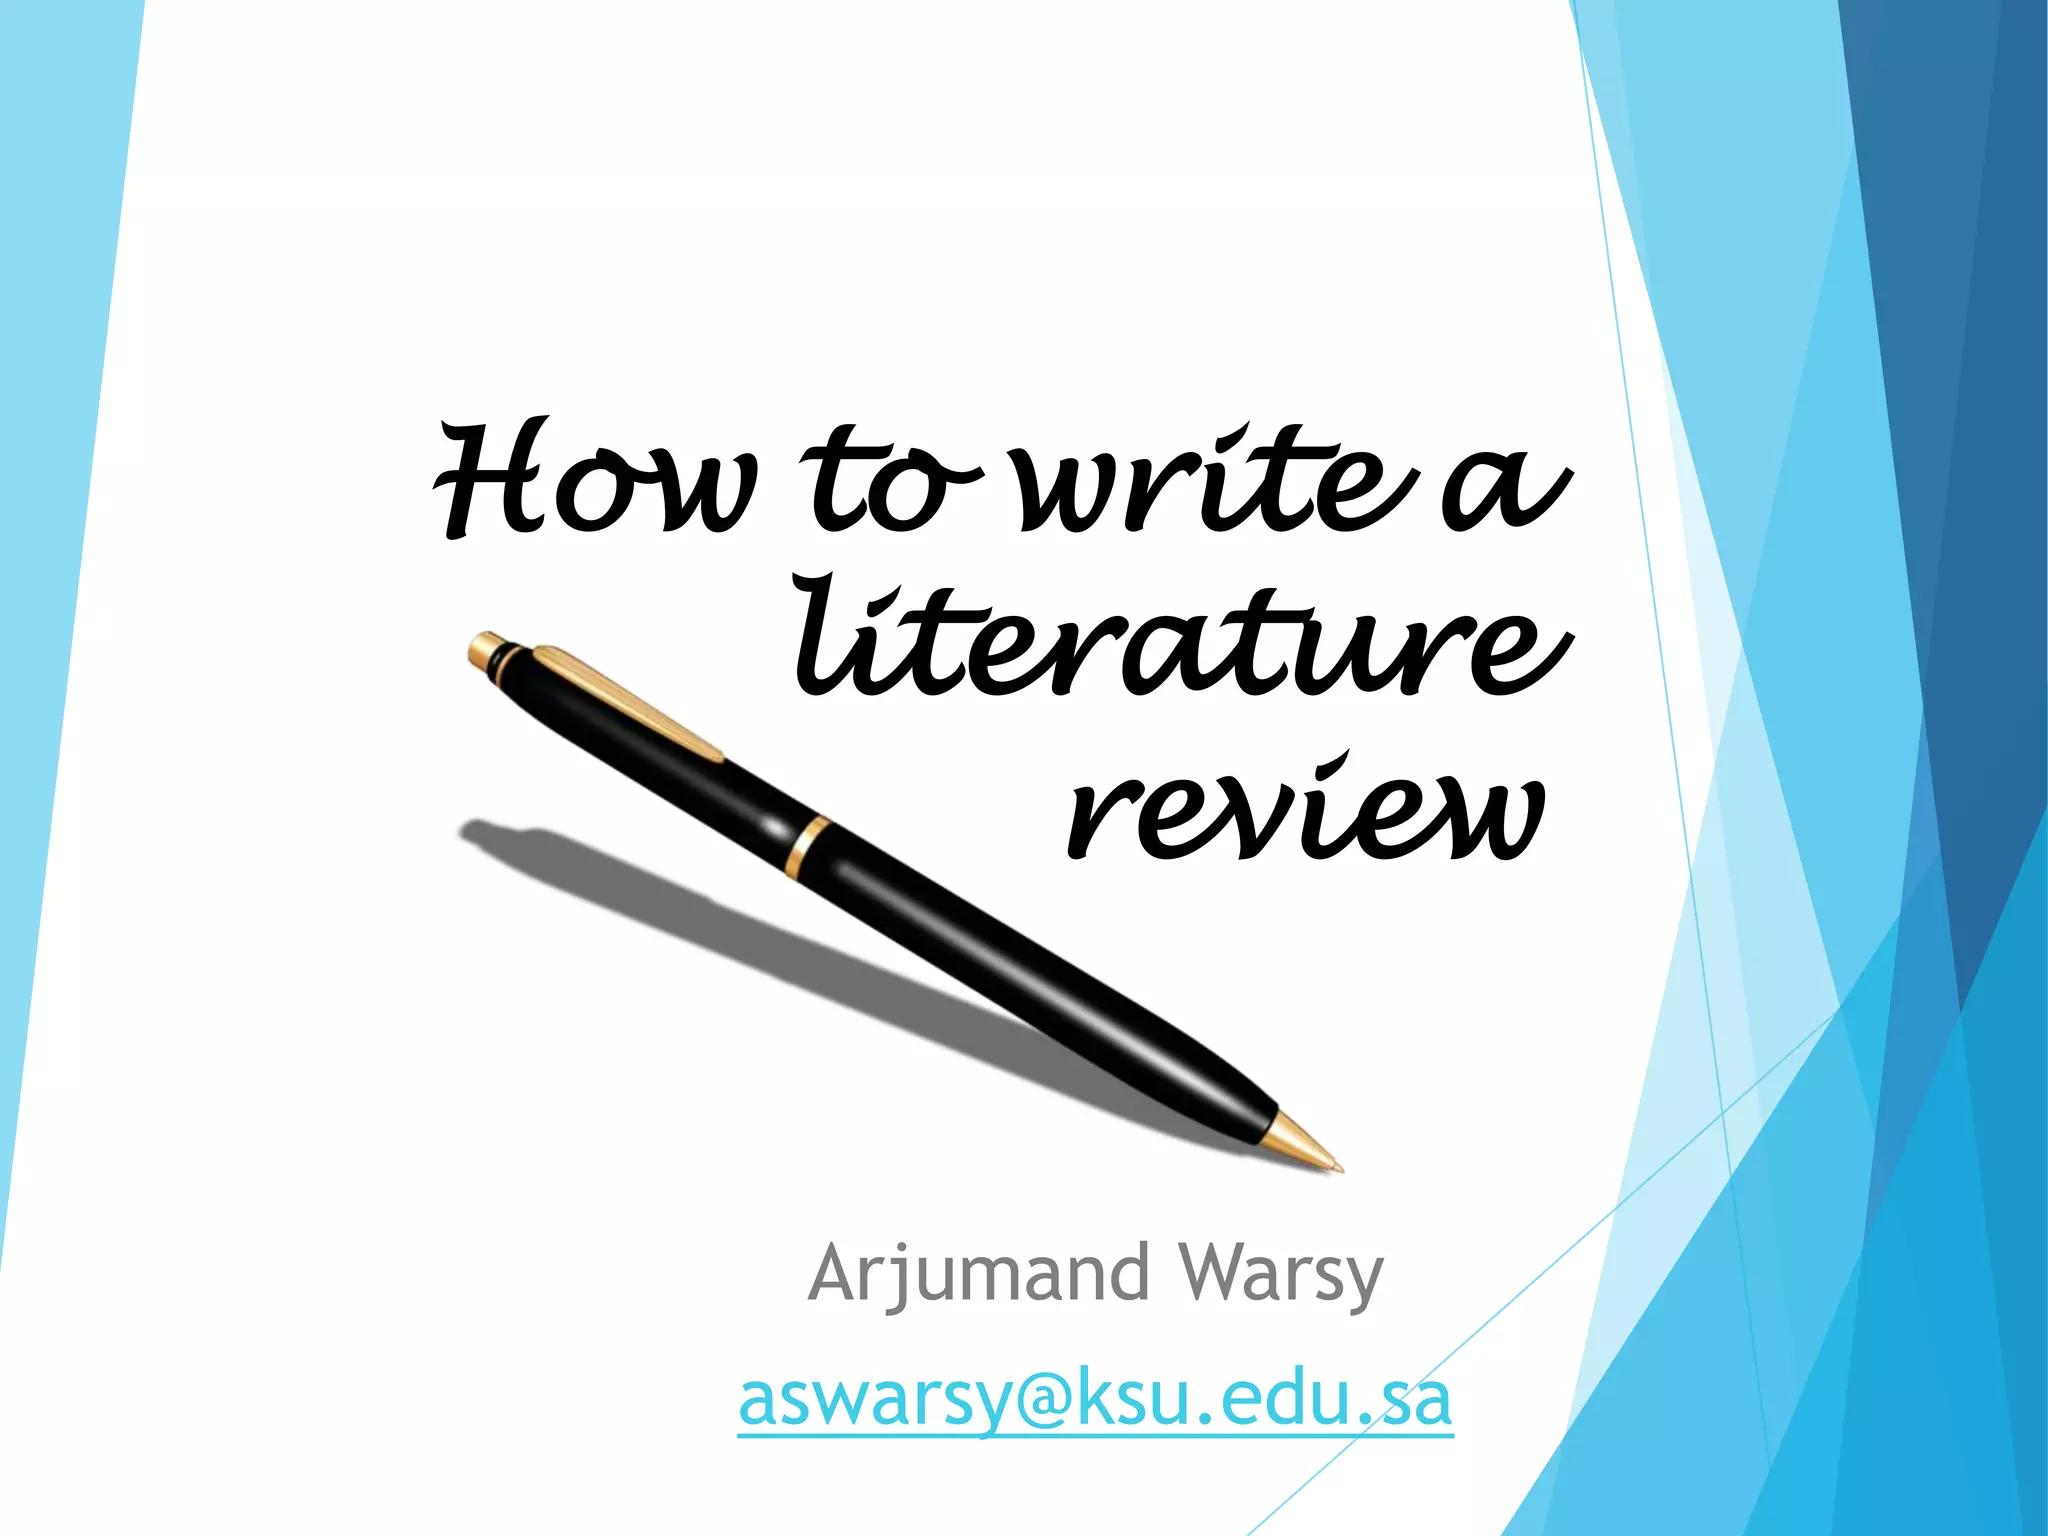 How to write a
literature
review
Arjumand Warsy
aswarsy@ksu.edu.sa